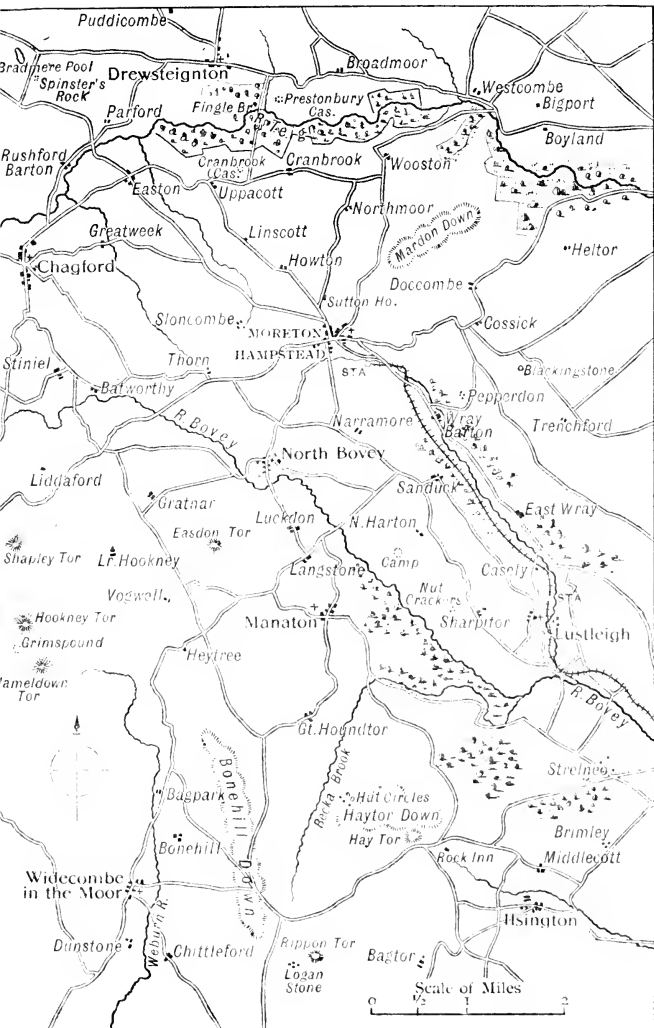 Puddicombe
Bradmere Pool
Spinster's
Rock
Drewsteignton
Broadmoor
Westcombe
Bigport
Parford
Fingle Br.
Prestonbury
Cas.
R. Teign
Boyland
Rushford
Barton
Cranbrook
Cas.
Cranbrook
Wooston
Easton
Uppacott
Northmoor
Greatweek
Linscott
Mardon Down
Heltor
Chagford
Howton
Doccombe
Sutton Ho.
Sloncombe
MORETON
HAMPSTEAD
Cossick
Stiniel
Thorn
STA
Blackingstone
Batworthy
Pepperdon
R. Bovey
Narramore
Wray
Barton
Trenchford
North Bovey
Liddaford
Sanduck
Gratnar
Luckdon
N. Harton
East Wray
Easdon Tor
Shapley Tor
Lr. Hookney
Langstone
Camp
Casely
Vogwell
Nut
Crackers
STA
Hookney Tor
Manaton
Sharpitor
Lustleigh
Grimspound
Heytree
Hameldown
Tor
R. Bovey
Gt. Houndtor
Becka Brook
Bonehill Down
Strelneo
Bagpark
Hut Circles
Haytor Down
Bonehill
Hay Tor
Brimley
Rock Inn
Middlecott
Widecombe
in the Moor
Ilsington
Dunstone
Weburn R.
Chittleford
Rippon Tor
Bagtor
Logan
Stone
Scale of Miles
0 ½ 1 2